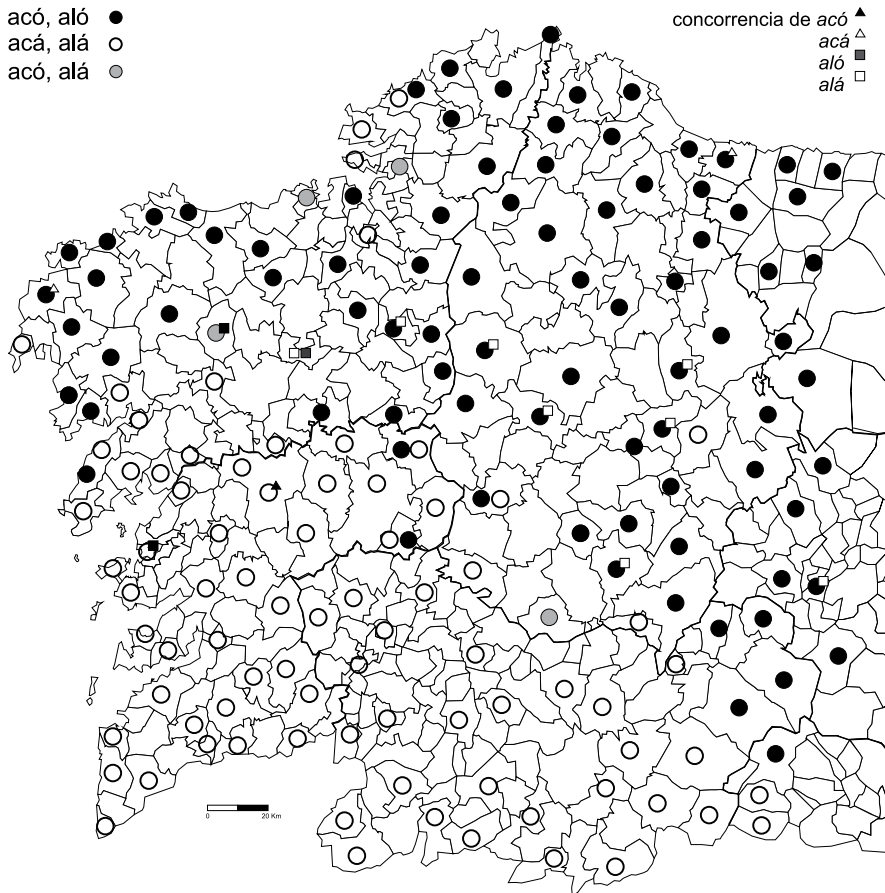 acó, aló
acá, alá
acó, alá
concorrencia de acó
acá
aló
alá
0 20 Km